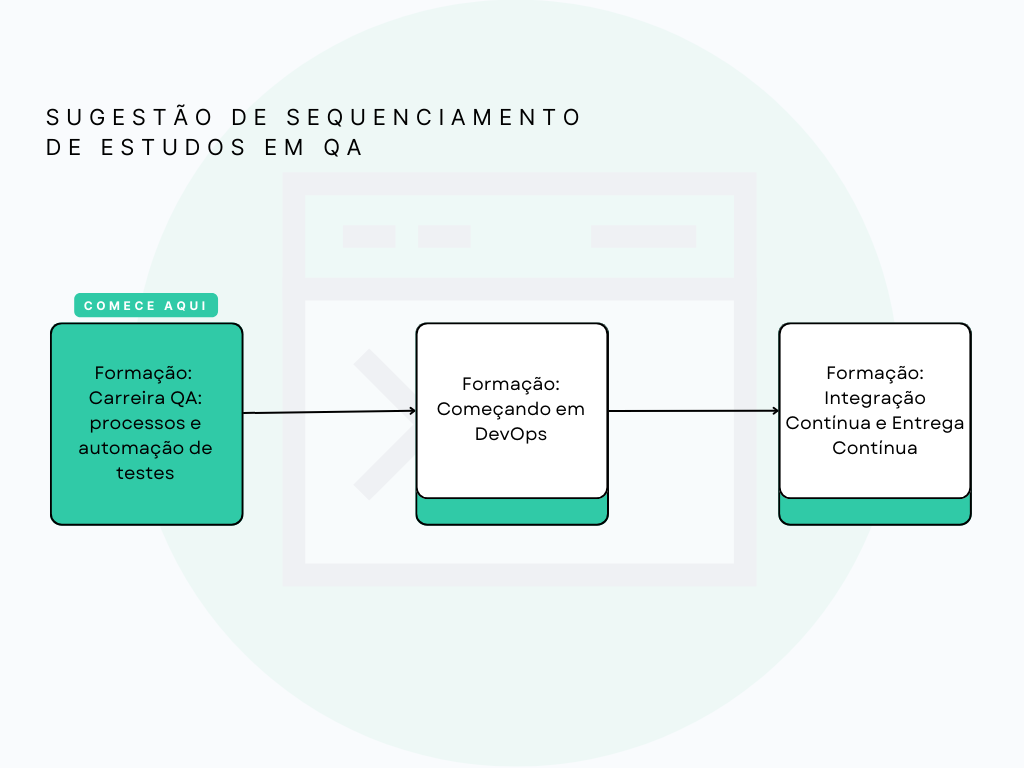 SUGESTÃO DE SEQUENCIAMENTO
DE ESTUDOS EM QA
COMECE AQUI
Formação:
Carreira QA:
processos e
automação de
testes
Formação:
Começando em
DevOps
Formação:
Integração
Contínua e Entrega
Contínua